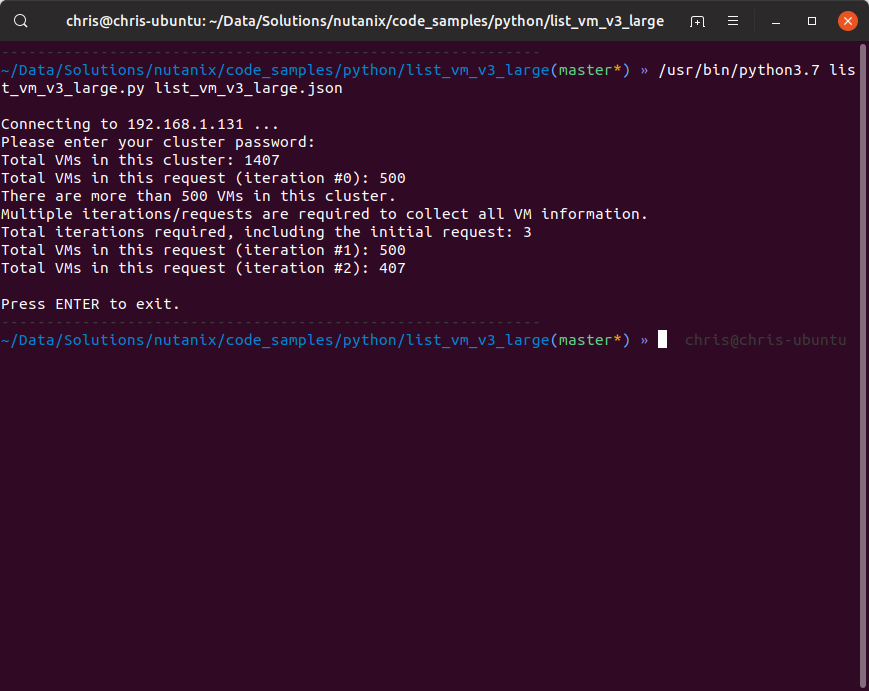 chris@chris-ubuntu: ~/Data/Solutions/nutanix/code_samples/python/list_vm_v3_large
------------------------------------------------------------
~/Data/Solutions/nutanix/code_samples/python/list_vm_v3_large(master*) » /usr/bin/python3.7 lis
t_vm_v3_large.py list_vm_v3_large.json
Connecting to 192.168.1.131 ...
Please enter your cluster password:
Total VMs in this cluster: 1407
Total VMs in this request (iteration #0): 500
There are more than 500 VMs in this cluster.
Multiple iterations/requests are required to collect all VM information.
Total iterations required, including the initial request: 3
Total VMs in this request (iteration #1): 500
Total VMs in this request (iteration #2): 407
Press ENTER to exit.
------------------------------------------------------------
~/Data/Solutions/nutanix/code_samples/python/list_vm_v3_large(master*) » chris@chris-ubuntu